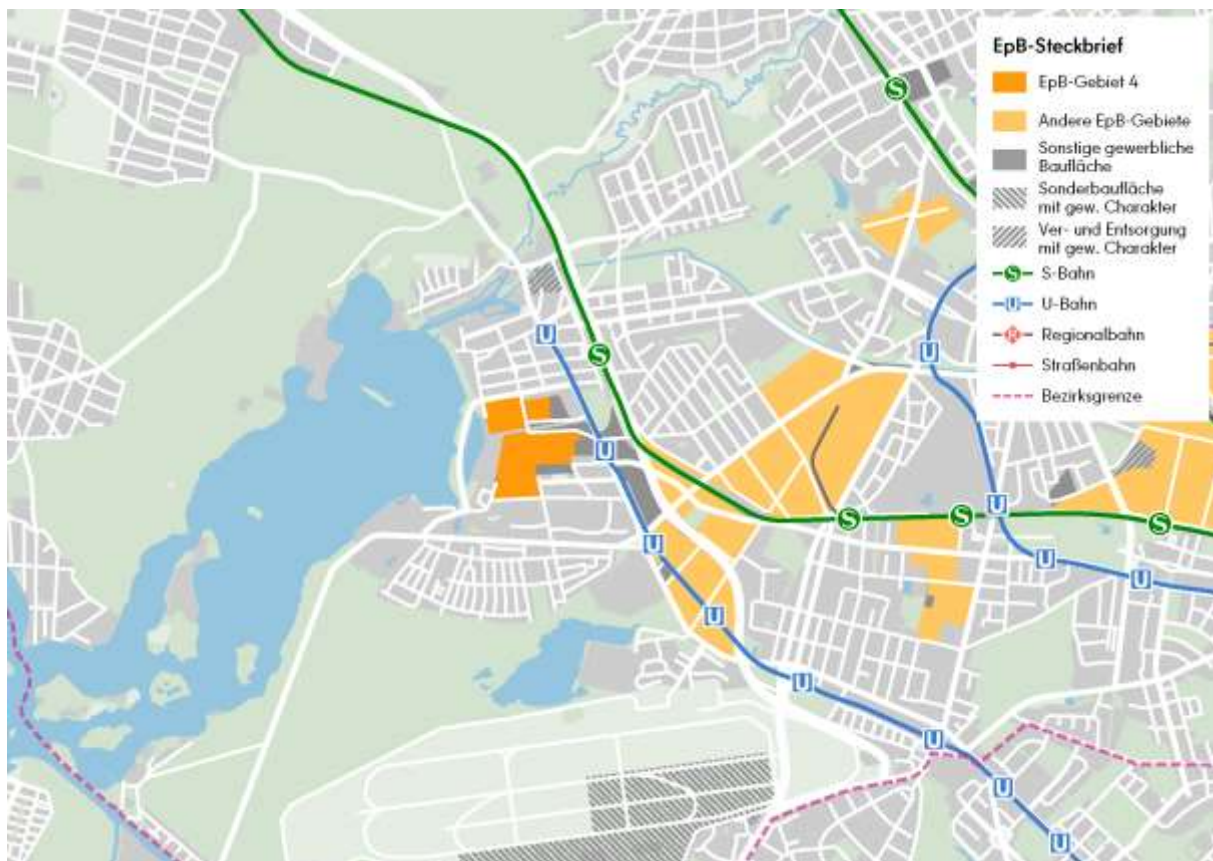 EpB-Steckbrief
EpB-Gebiet 4
Andere EpB-Gebiete
Sonstige gewerbliche
Baufläche
Sonderbaufläche
mit gew. Charakter
Ver- und Entsorgung
mit gew. Charakter
S S-Bahn
U U-Bahn
R Regionalbahn
Straßenbahn
Bezirksgrenze
S
U
S
U
U
S
S
U
S
U
U
U
U
U
U
U
U